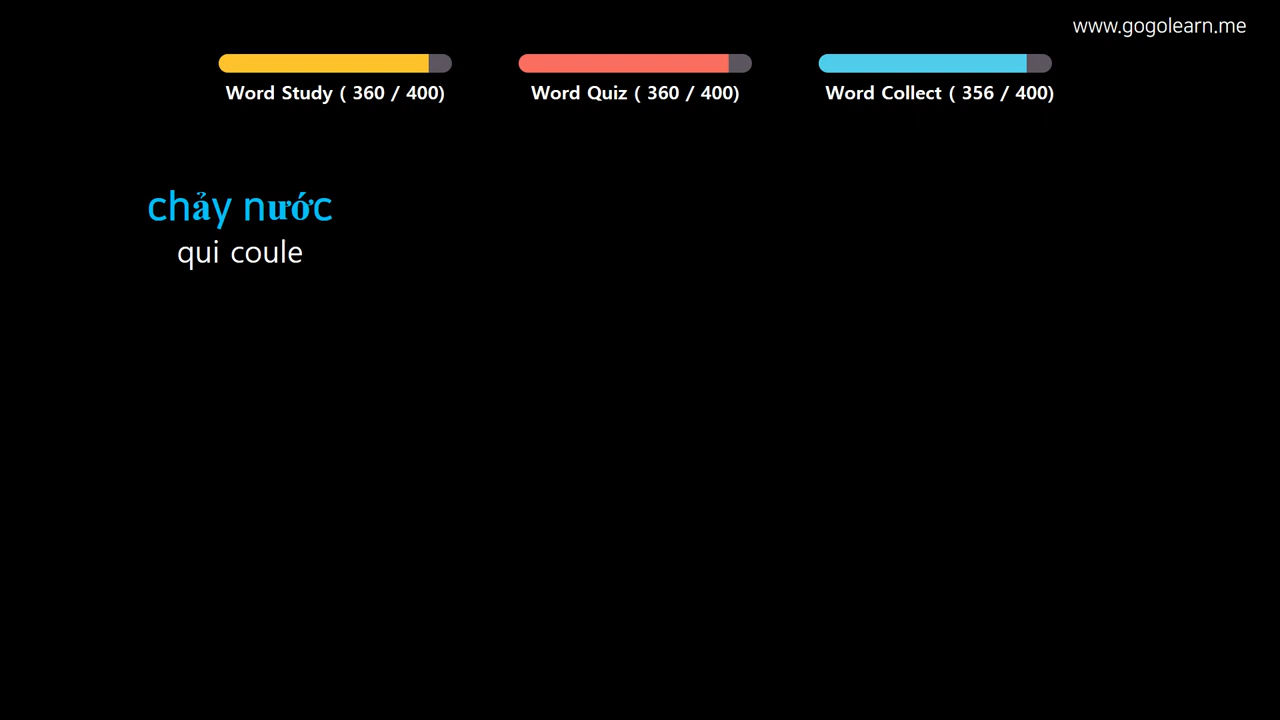 www.gogolearn.me
Word Study ( 360 / 400)
Word Quiz ( 360 / 400)
Word Collect ( 356 / 400)
chảy nước
qui coule